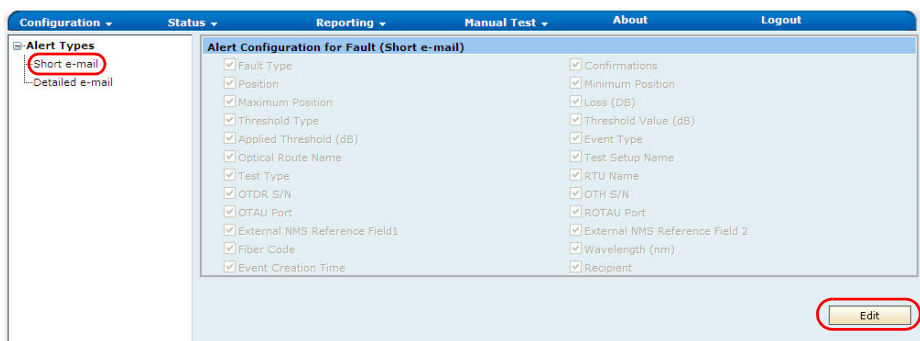 Configuration Status Reporting Manual Test About Logout
Alert Types
Short e-mail
Detailed e-mail
Alert Configuration for Fault (Short e-mail)
Fault Type Confirmations
Position Minimum Position
Maximum Position Loss (DB)
Threshold Type Threshold Value (dB)
Applied Threshold (dB) Event Type
Optical Route Name Test Setup Name
Test Type RTU Name
OTDR S/N OTH S/N
OTAU Port ROTAU Port
External NMS Reference Field1 External NMS Reference Field 2
Fiber Code Wavelength (nm)
Event Creation Time Recipient
Edit